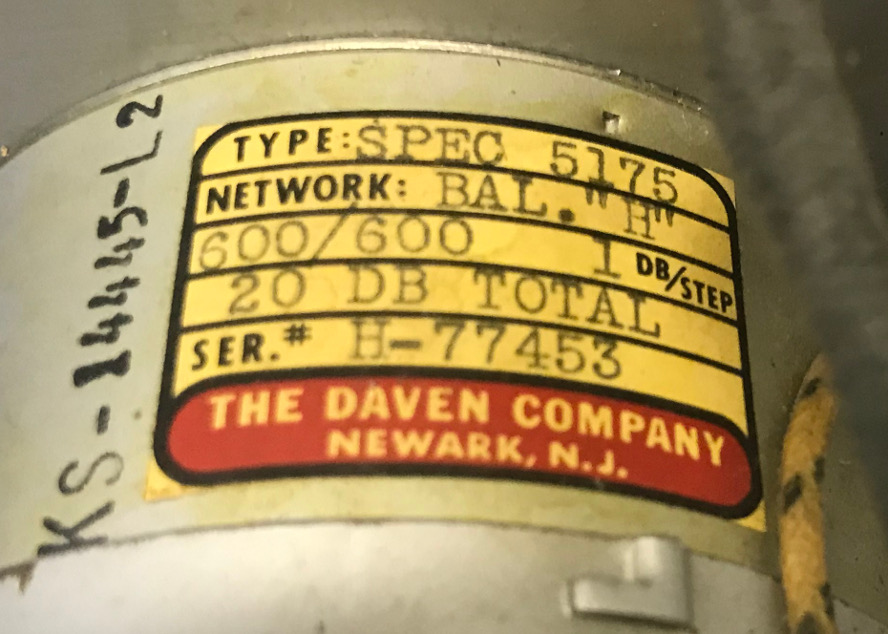 KS-14445-L2
TYPE: SPEC 5175
NETWORK: BAL. "H"
600/600 1 DB/STEP
20 DB TOTAL
SER.# H-77453
THE DAVEN COMPANY
NEWARK, N.J.